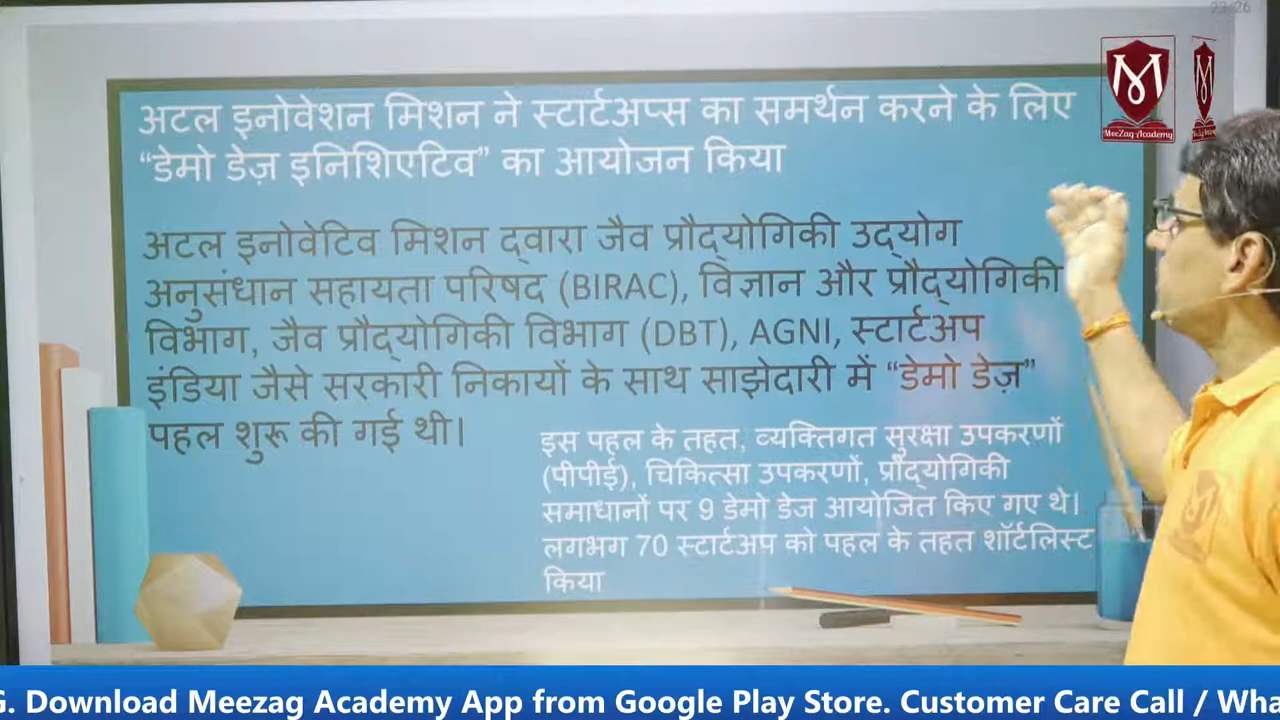 23:26
अटल इनोवेशन मिशन ने स्टार्टअप्स का समर्थन करने के लिए
“डेमो डेज़ इनिशिएटिव” का आयोजन किया
अटल इनोवेटिव मिशन द्वारा जैव प्रौद्योगिकी उद्योग
अनुसंधान सहायता परिषद (BIRAC), विज्ञान और प्रौद्योगिकी
विभाग, जैव प्रौद्योगिकी विभाग (DBT), AGNI, स्टार्टअप
इंडिया जैसे सरकारी निकायों के साथ साझेदारी में “डेमो डेज़”
पहल शुरू की गई थी।
इस पहल के तहत, व्यक्तिगत सुरक्षा उपकरणों
(पीपीई), चिकित्सा उपकरणों, प्रौद्योगिकी
समाधानों पर 9 डेमो डेज आयोजित किए गए थे।
लगभग 70 स्टार्टअप को पहल के तहत शॉर्टलिस्ट
किया
M
MeeZag Academy
G. Download Meezag Academy App from Google Play Store. Customer Care Call / Wha